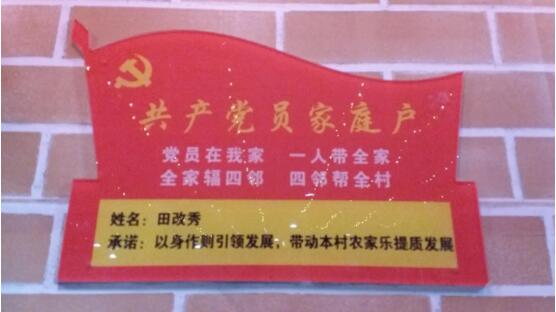 共产党员家庭户
党员在我家 一人带全家
全家辐四邻 四邻帮全村
姓名：田改秀
承诺：以身作则引领发展，带动本村农家乐提质发展